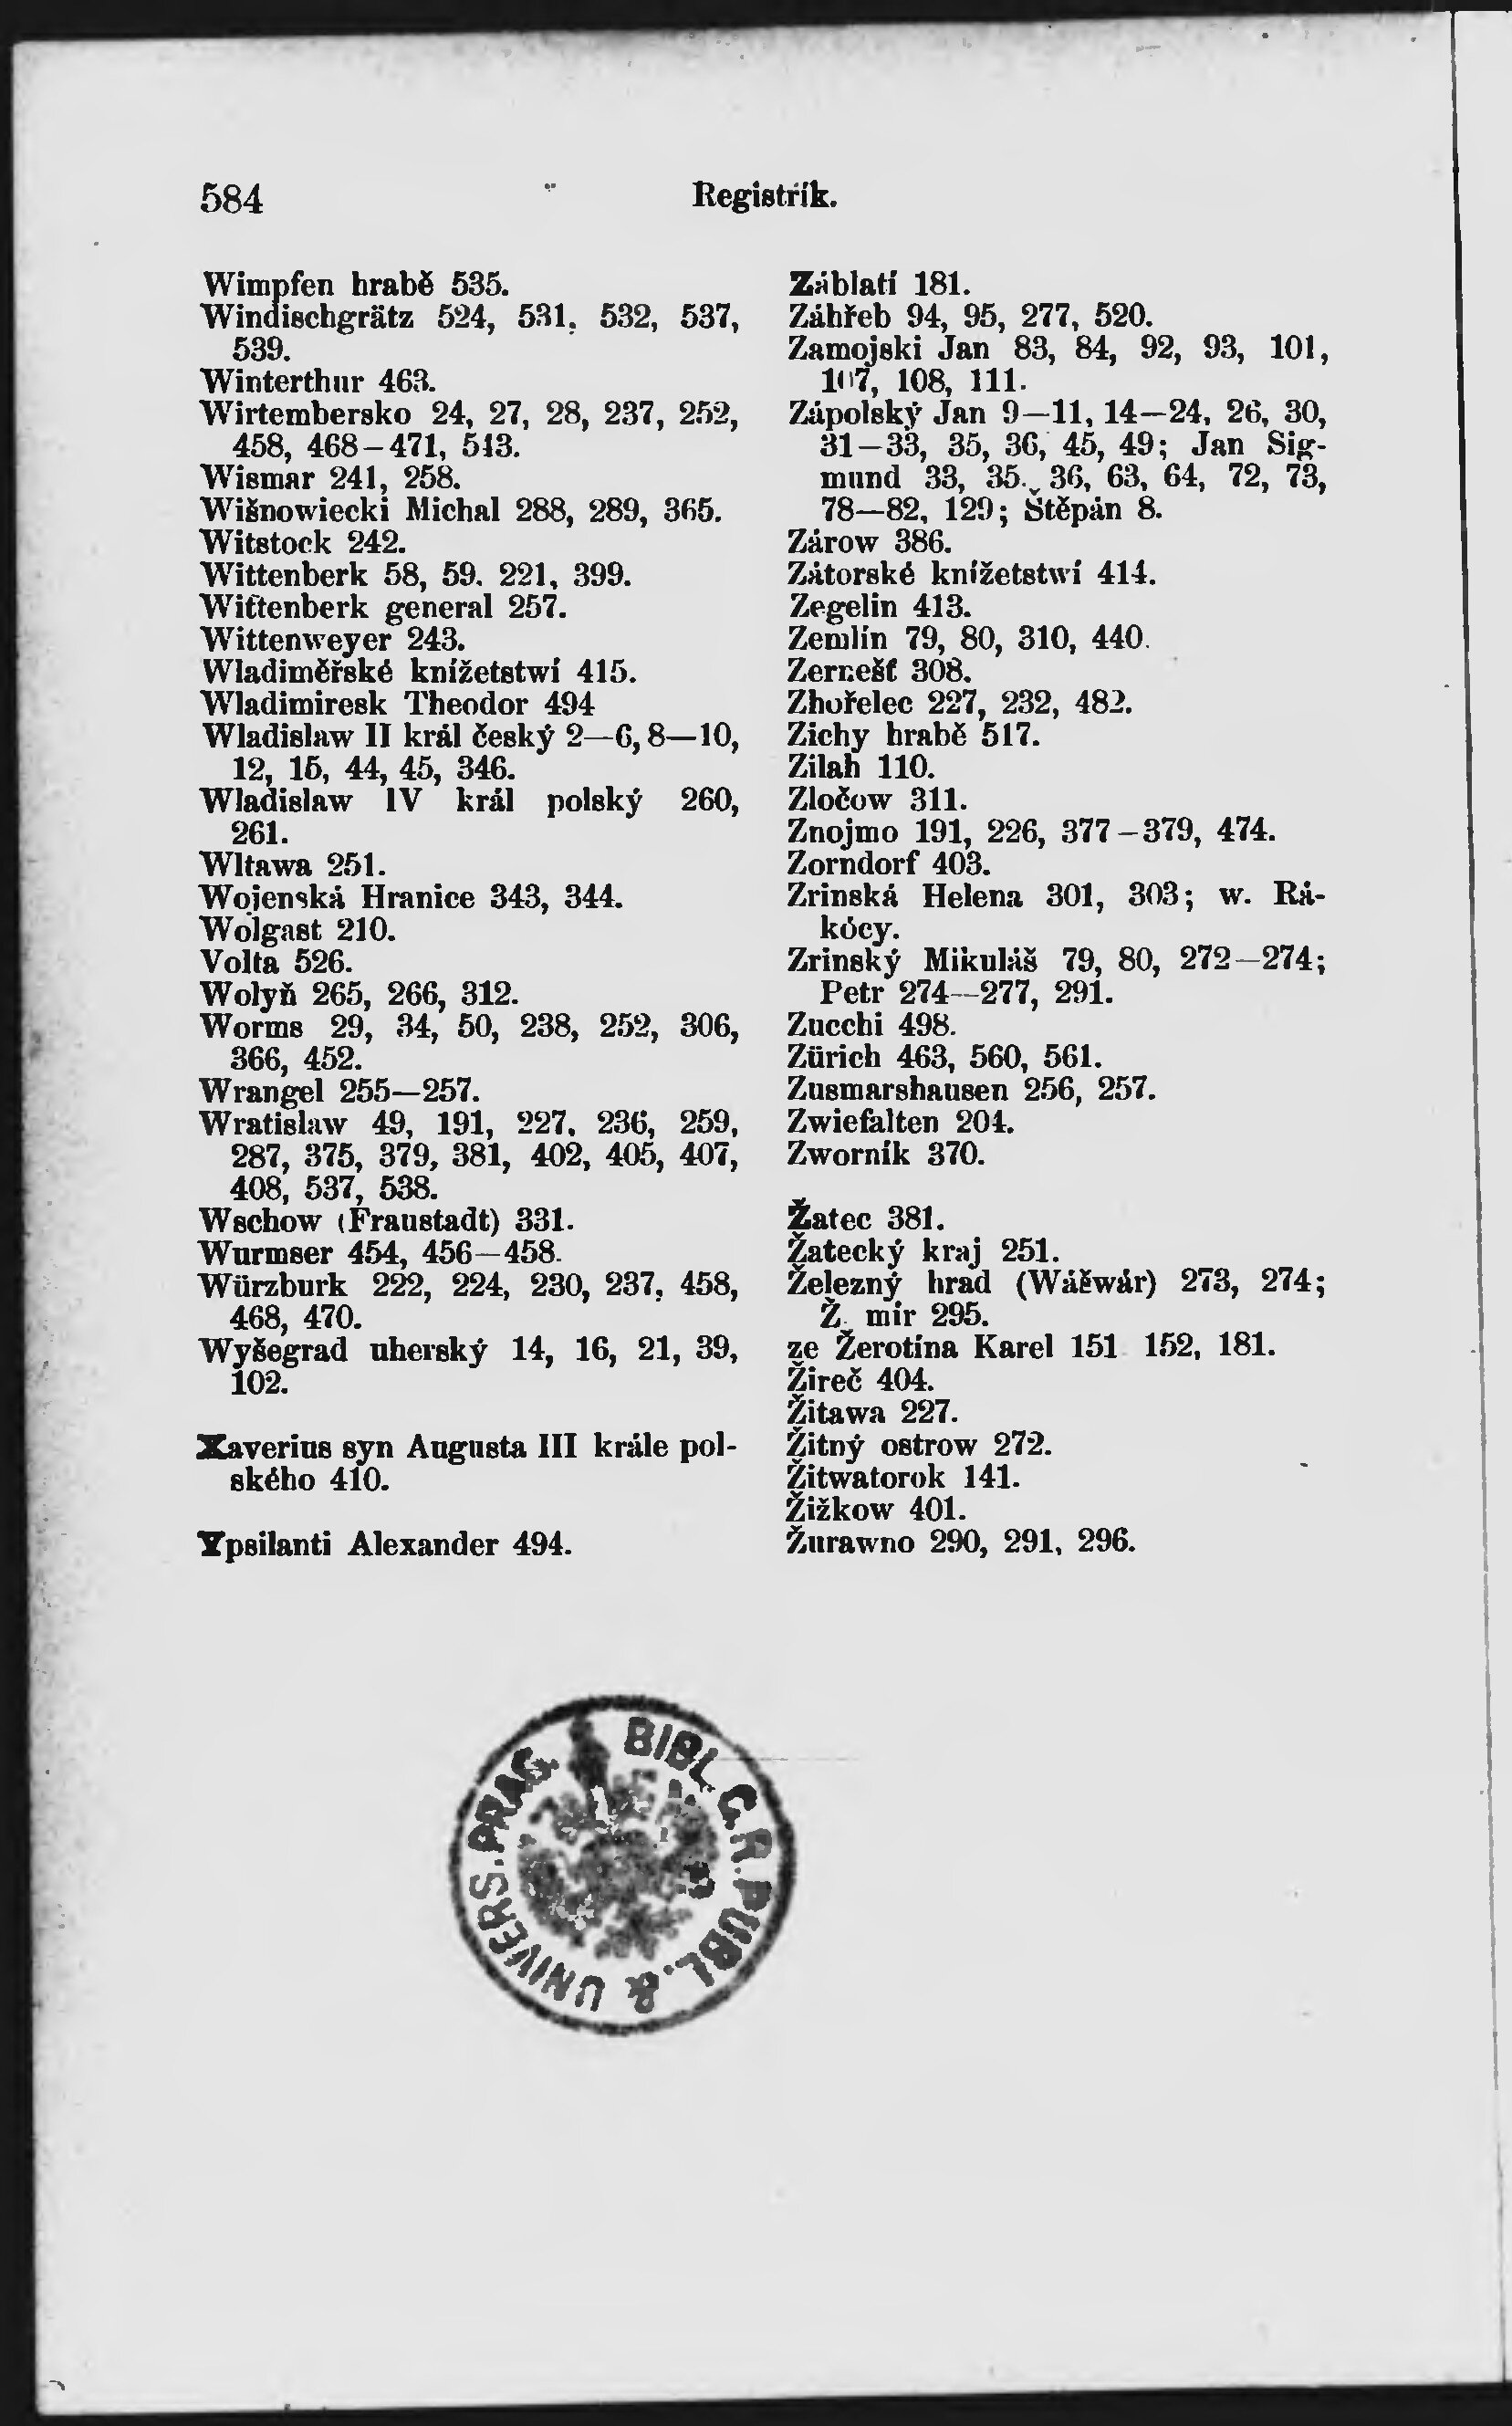 584
Registřík.
Wimpfen hrabě 535.
Windischgrätz 524, 531, 532, 537,
539.
Winterthur 463.
Wirtembersko 24, 27, 28, 237, 252,
458, 468–471, 513.
Wismar 241, 258.
Wišnowiecki Michal 288, 289, 365.
Witstock 242.
Wittenberk 58, 59. 221, 399.
Wittenberk general 257.
Wittenweyer 243.
Wladiměřské knížetstwí 415.
Wladimiresk Theodor 494
Wladislaw II král český 2—6, 8—10,
12, 15, 44, 45, 346.
Wladislaw IV král polský 260,
261.
Wltawa 251.
Wojenská Hranice 343, 344.
Wolgast 210.
Volta 526.
Wolyň 265, 266, 312.
Worms 29, 34, 50, 238, 252, 306,
366, 452.
Wrangel 255—257.
Wratislaw 49, 191, 227, 236, 259,
287, 375, 379, 381, 402, 405, 407,
408, 537, 538.
Wschow (Fraustadt) 331.
Wurmser 454, 456–458.
Würzburk 222, 224, 230, 237, 458,
468, 470.
Wyšegrad uherský 14, 16, 21, 39,
102.
Xaverius syn Augusta III krále pol-
ského 410.
Ypsilanti Alexander 494.
Záblatí 181.
Záhřeb 94, 95, 277, 520.
Zamojski Jan 83, 84, 92, 93, 101,
107, 108, 111.
Zápolský Jan 9—11, 14—24, 26, 30,
31–33, 35, 36, 45, 49; Jan Sig-
mund 33, 35. 36, 63, 64, 72, 73,
78—82, 129; Štěpán 8.
Zárow 386.
Zátorské knížetstwí 414.
Zegelin 413.
Zemlín 79, 80, 310, 440.
Zernešť 308.
Zhořelec 227, 232, 482.
Zichy hrabě 517.
Zilah 110.
Zločow 311.
Znojmo 191, 226, 377–379, 474.
Zorndorf 403.
Zrinská Helena 301, 303; w. Rá-
kócy.
Zrinský Mikuláš 79, 80, 272—274;
Petr 274—277, 291.
Zucchi 498.
Zürich 463, 560, 561.
Zusmarshausen 256, 257.
Zwiefalten 204.
Zworník 370.
Žatec 381.
Žatecký kraj 251.
Železný hrad (Wášwár) 273, 274;
Ž. mír 295.
ze Žerotína Karel 151 152, 181.
Žireč 404.
Žitawa 227.
Žitný ostrow 272.
Žitwatorok 141.
Žižkow 401.
Žurawno 290, 291, 296.
BIBL. C. R. PUBL. & UNIVERS. PRAG.